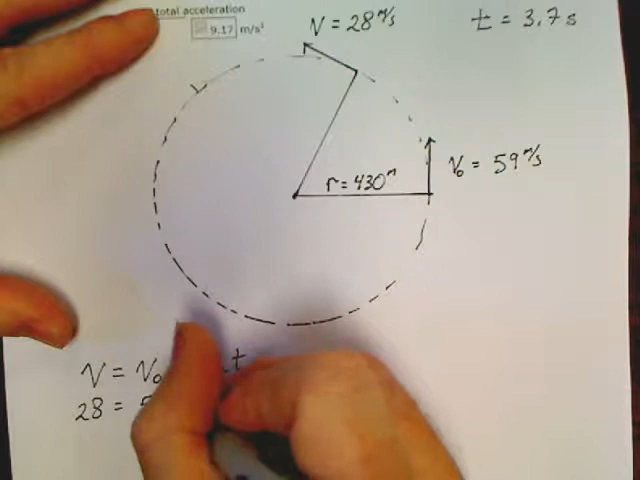 total acceleration
9.17 m/s²
V = 28 m/s
t = 3.7 s
V₀ = 59 m/s
r = 430 m
V = V₀ t
28 =